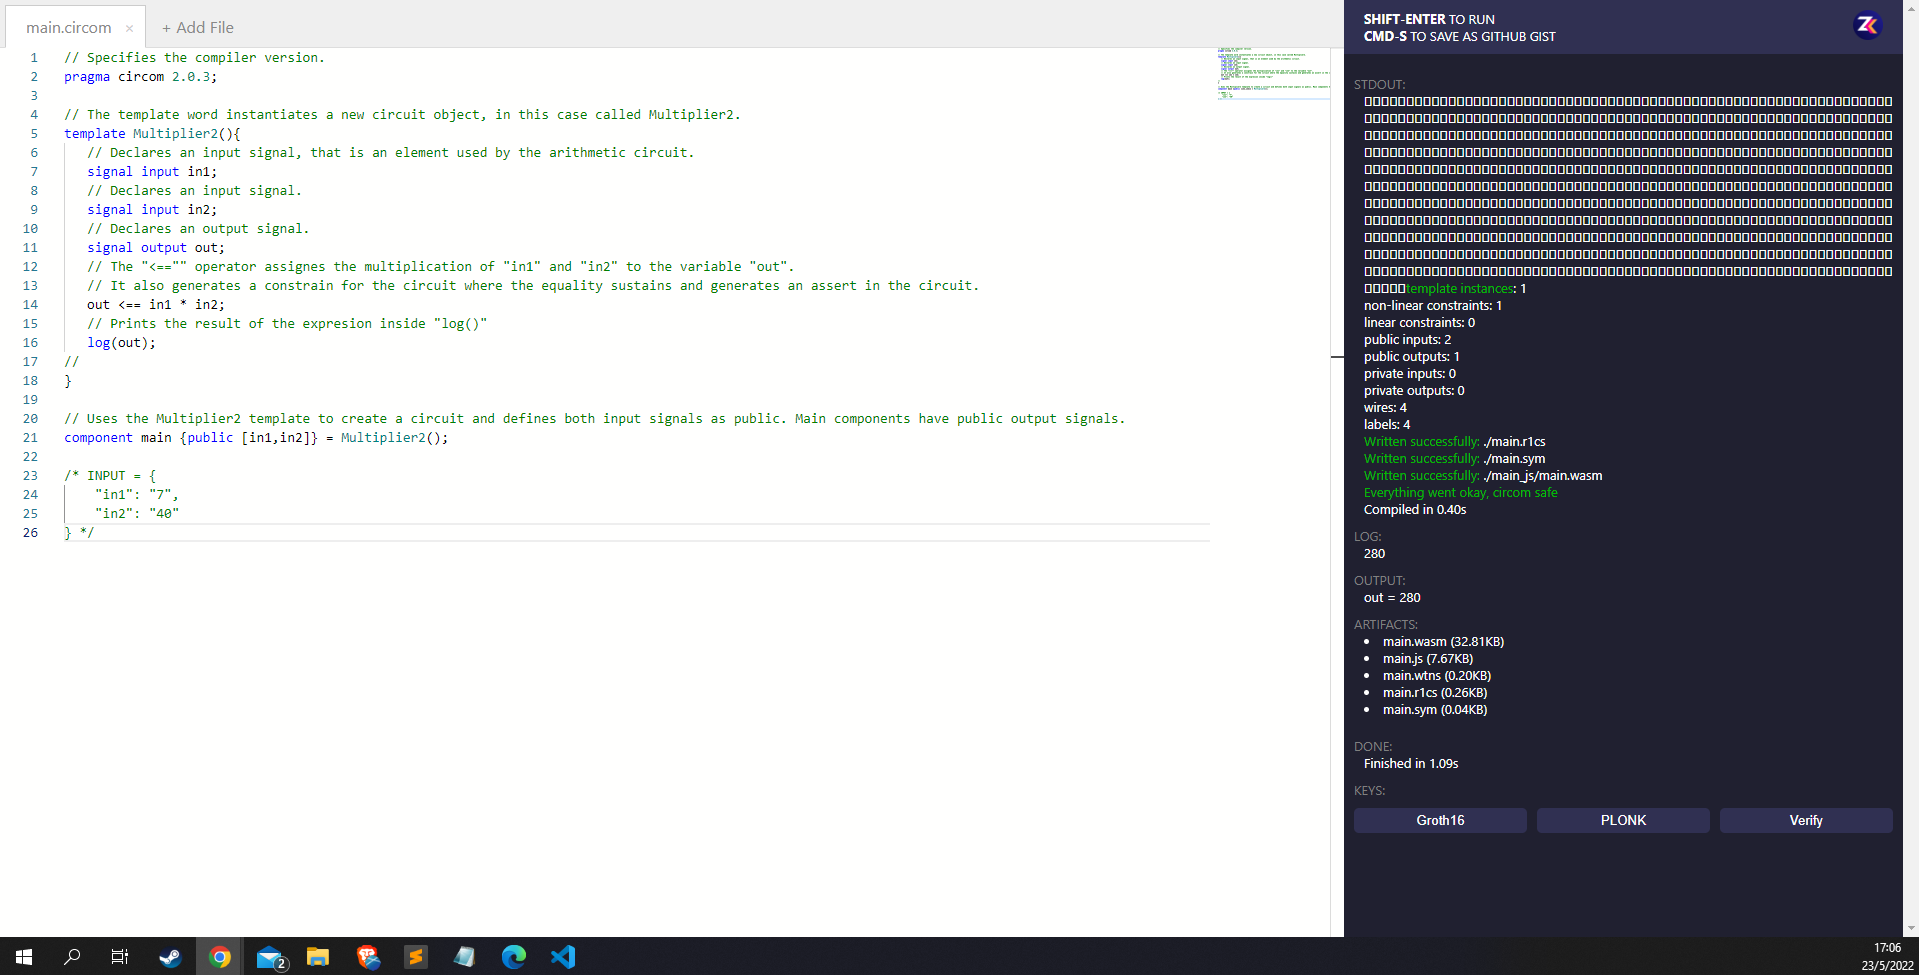 main.circom ×
+ Add File
1 // Specifies the compiler version.
2 pragma circom 2.0.3;
3
4 // The template word instantiates a new circuit object, in this case called Multiplier2.
5 template Multiplier2(){
6 // Declares an input signal, that is an element used by the arithmetic circuit.
7 signal input in1;
8 // Declares an input signal.
9 signal input in2;
10 // Declares an output signal.
11 signal output out;
12 // The "<=="" operator assignes the multiplication of "in1" and "in2" to the variable "out".
13 // It also generates a constrain for the circuit where the equality sustains and generates an assert in the circuit.
14 out <== in1 * in2;
15 // Prints the result of the expresion inside "log()"
16 log(out);
17 //
18 }
19
20 // Uses the Multiplier2 template to create a circuit and defines both input signals as public. Main components have public output signals.
21 component main {public [in1,in2]} = Multiplier2();
22
23 /* INPUT = {
24 "in1": "7",
25 "in2": "40"
26 } */
SHIFT-ENTER TO RUN
CMD-S TO SAVE AS GITHUB GIST
ZK
STDOUT:
template instances: 1
non-linear constraints: 1
linear constraints: 0
public inputs: 2
public outputs: 1
private inputs: 0
private outputs: 0
wires: 4
labels: 4
Written successfully: ./main.r1cs
Written successfully: ./main.sym
Written successfully: ./main_js/main.wasm
Everything went okay, circom safe
Compiled in 0.40s
LOG:
280
OUTPUT:
out = 280
ARTIFACTS:
• main.wasm (32.81KB)
• main.js (7.67KB)
• main.wtns (0.20KB)
• main.r1cs (0.26KB)
• main.sym (0.04KB)
DONE:
Finished in 1.09s
KEYS:
Groth16
PLONK
Verify
2
17:06
23/5/2022